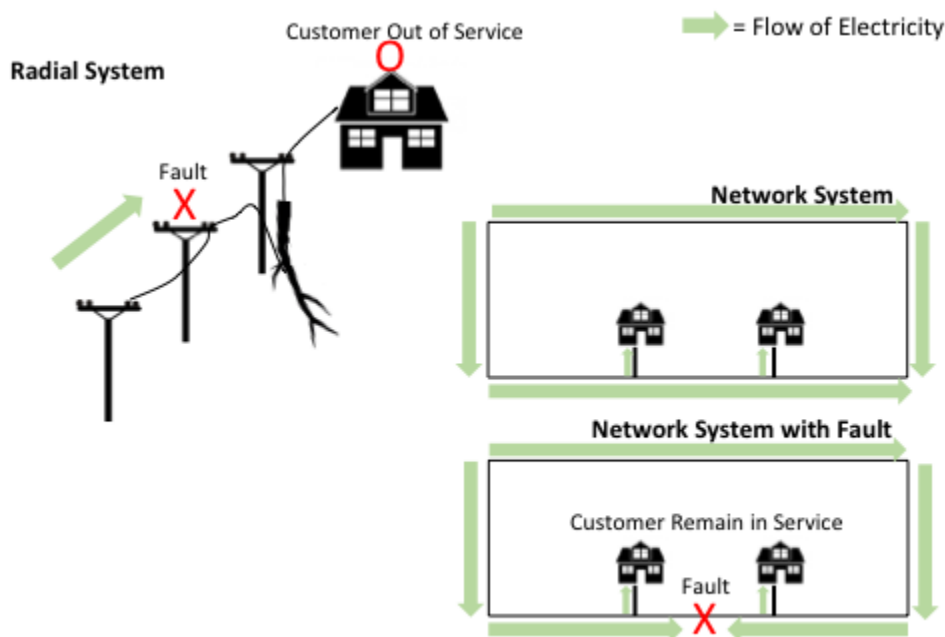 Customer Out of Service
O
= Flow of Electricity
Radial System
Fault
X
Network System
Network System with Fault
Customer Remain in Service
Fault
X